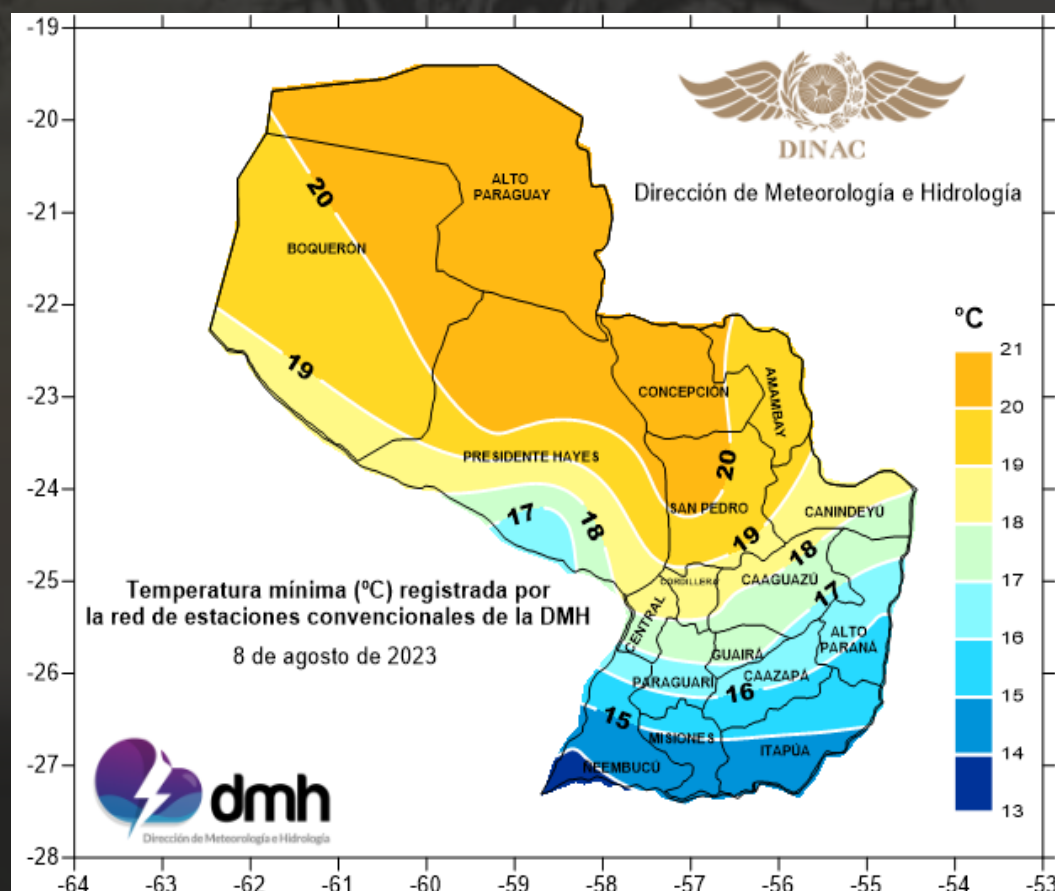 DINAC
Dirección de Meteorología e Hidrología
-19
-20
-21
-22
-23
-24
-25
-26
-27
-28
-64
-63
-62
-61
-60
-59
-58
-57
-56
-55
-54
ALTO
PARAGUAY
20
BOQUERÓN
19
CONCEPCIÓN
AMAMBAY
PRESIDENTE HAYES
20
SAN PEDRO
17
18
19
CANINDEYÚ
18
CORDILLERA
CAAGUAZÚ
17
CENTRAL
GUAIRÁ
ALTO
PARANÁ
PARAGUARÍ
CAAZAPÁ
16
15
MISIONES
ITAPÚA
ÑEEMBUCÚ
ºC
21
20
19
18
17
16
15
14
13
Temperatura mínima (ºC) registrada por
la red de estaciones convencionales de la DMH
8 de agosto de 2023
dmh
Dirección de Meteorología e Hidrología